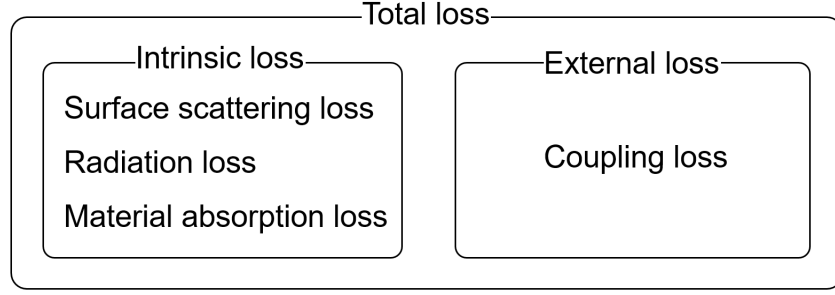 Total loss
Intrinsic loss
Surface scattering loss
Radiation loss
Material absorption loss
External loss
Coupling loss